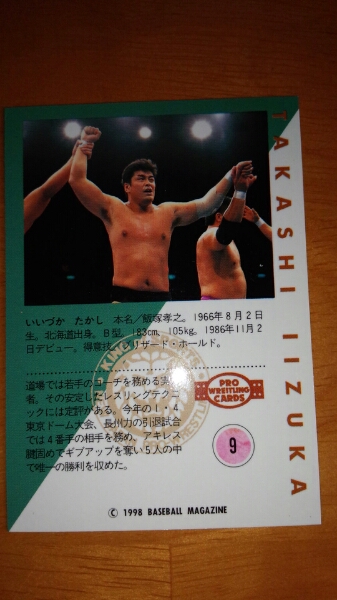 TAKASHI IIZUKA
いいづか たかし 本名／飯塚孝之。1966年8月2日
生。北海道出身。B型。183cm、105kg。1986年11月2
日デビュー。得意技／ブリザード・ホールド。
道場では若手のコーチを務める実
者。その安定したレスリングテク
ニックには定評がある。今年の1・4
東京ドーム大会、長州力の引退試合
では4番手の相手を務め、アキレス
腱固めでギブアップを奪い5人の中
で唯一の勝利を収めた。
PRO
WRESTLING
CARDS
9
© 1998 BASEBALL MAGAZINE